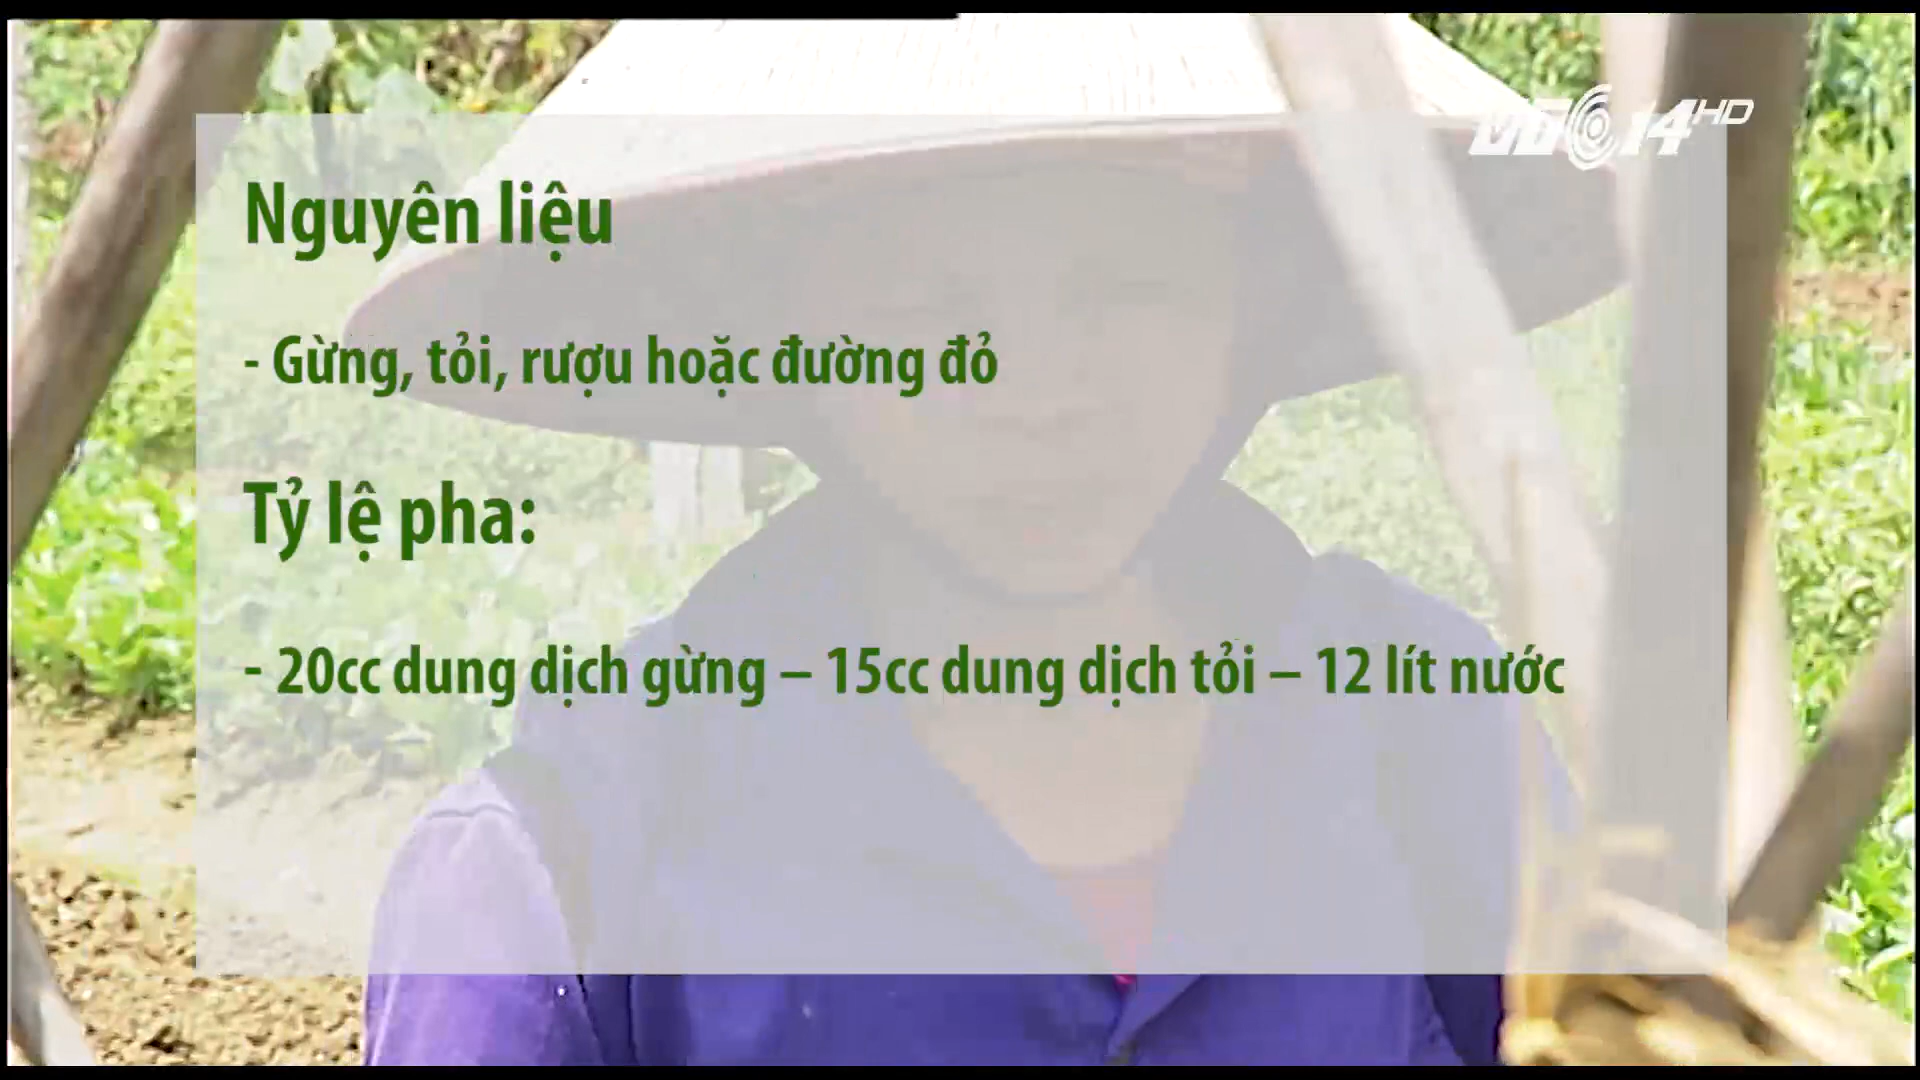 VTC14 HD
Nguyên liệu
- Gừng, tỏi, rượu hoặc đường đỏ
Tỷ lệ pha:
- 20cc dung dịch gừng – 15cc dung dịch tỏi – 12 lít nước